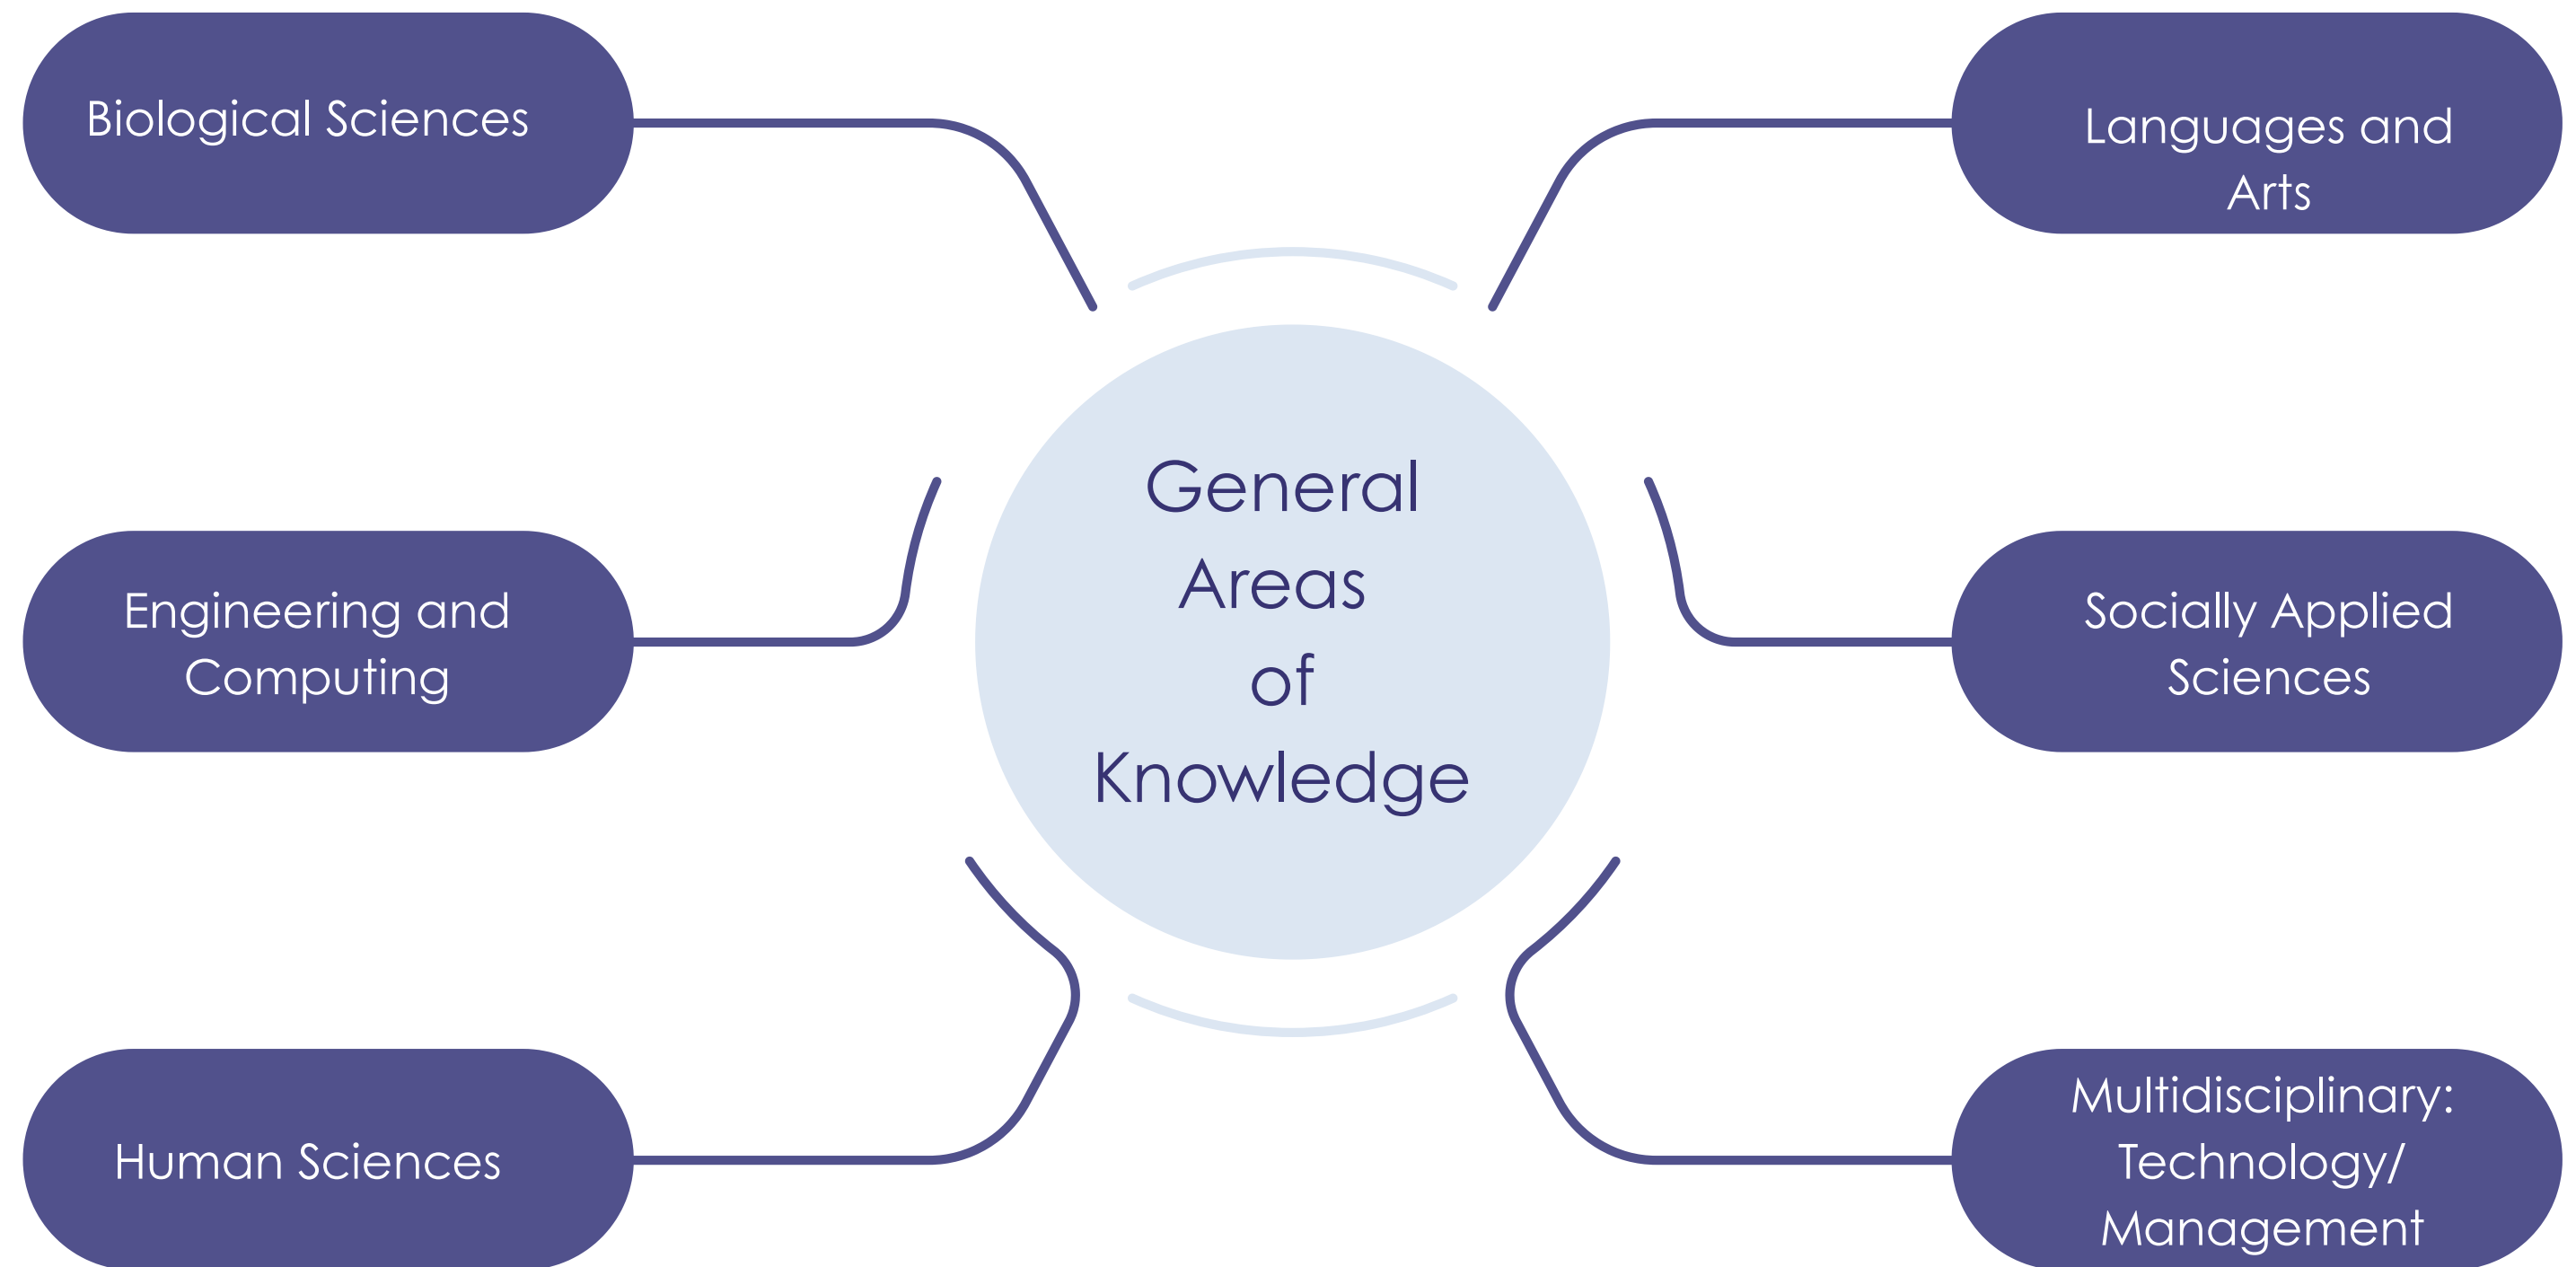 Biological Sciences
Languages and
Arts
General
Areas
of
Knowledge
Engineering and
Computing
Socially Applied
Sciences
Human Sciences
Multidisciplinary:
Technology/
Management